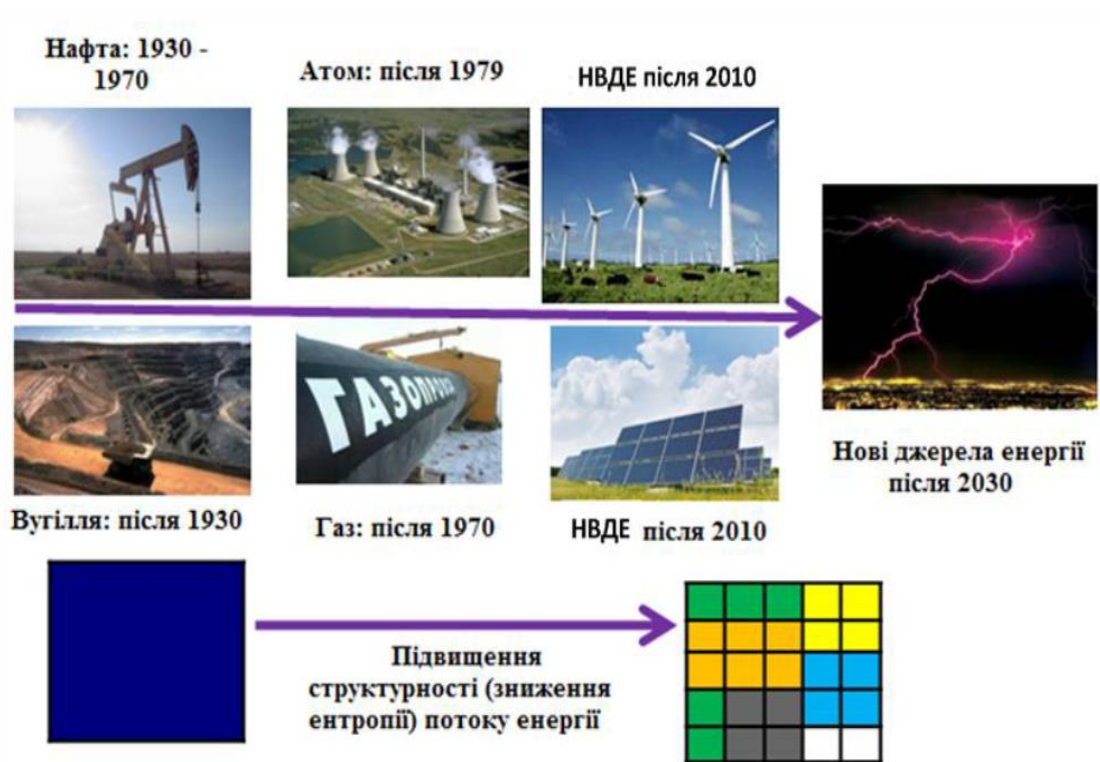 Нафта: 1930 -
1970
Атом: після 1979
НВДЕ після 2010
ГАЗОПРОВО
Нові джерела енергії
після 2030
Вугілля: після 1930
Газ: після 1970
НВДЕ після 2010
Підвищення
структурності (зниження
ентропії) потоку енергії